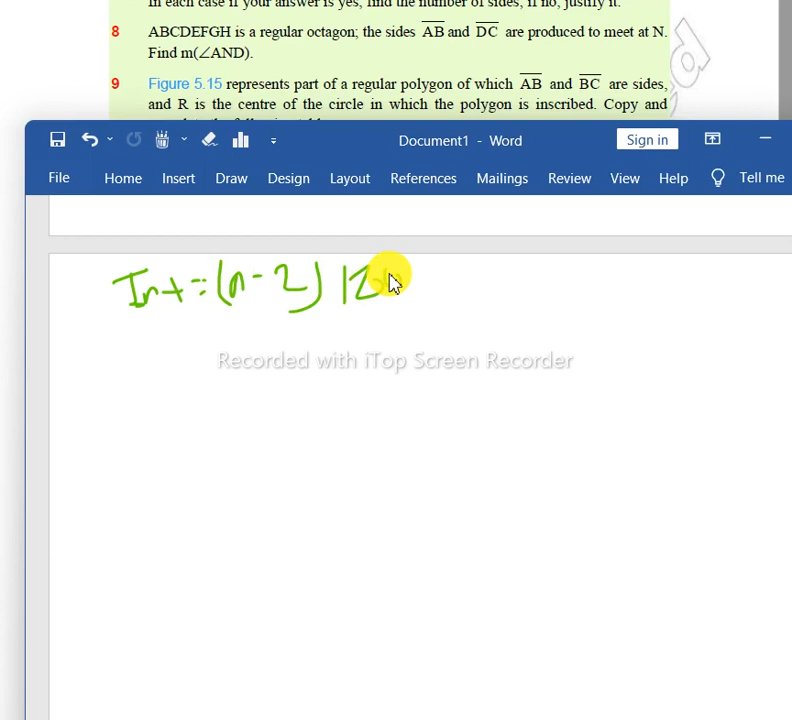 In each case if your answer is yes, find the number of sides, if no, justify it.
8 ABCDEFGH is a regular octagon; the sides AB and DC are produced to meet at N.
Find m(∠AND).
9 Figure 5.15 represents part of a regular polygon of which AB and BC are sides,
and R is the centre of the circle in which the polygon is inscribed. Copy and
Document1 - Word
Sign in
File Home Insert Draw Design Layout References Mailings Review View Help Tell me
Int = (n-2)
Recorded with iTop Screen Recorder